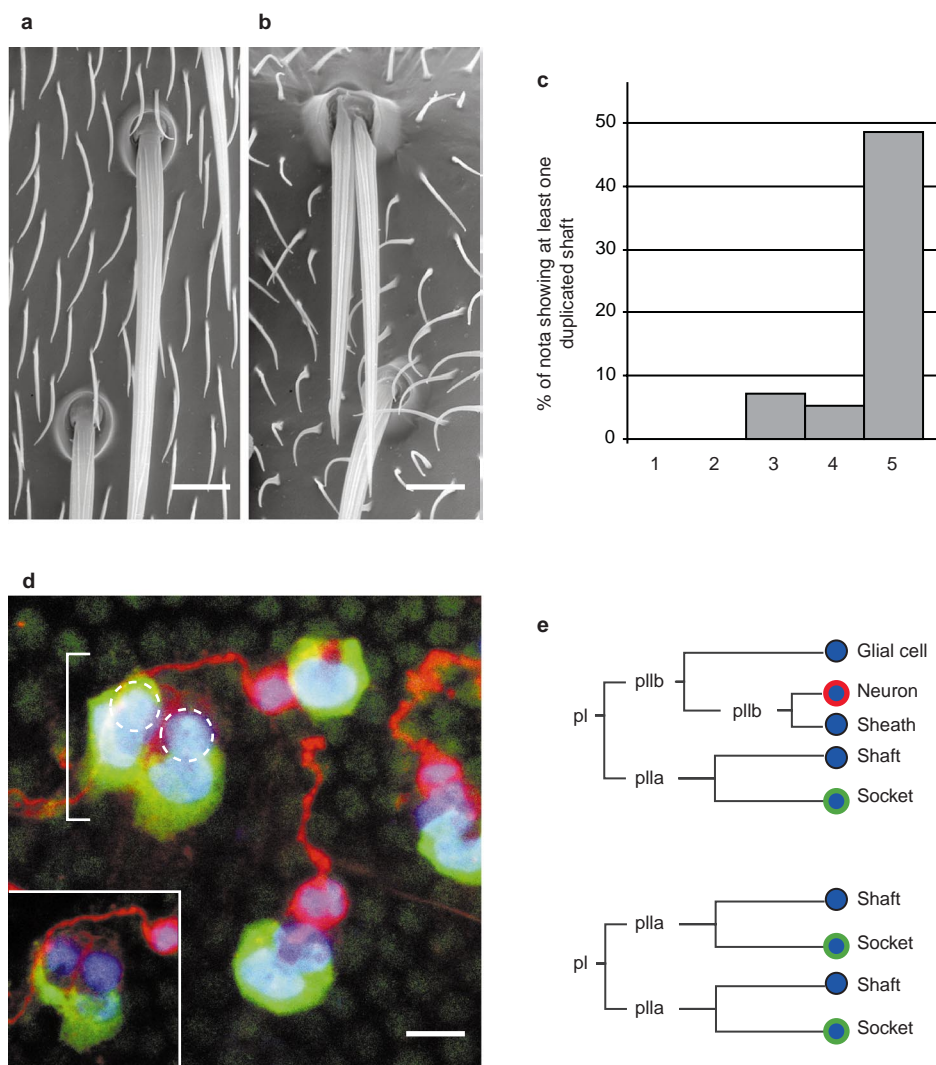 a
b
c
% of nota showing at least one
duplicated shaft
50
40
30
20
10
0
1 2 3 4 5
d
e
pI
pIIb
Glial cell
pIIb
Neuron
Sheath
pIIa
Shaft
Socket
pI
pIIa
Shaft
Socket
pIIa
Shaft
Socket